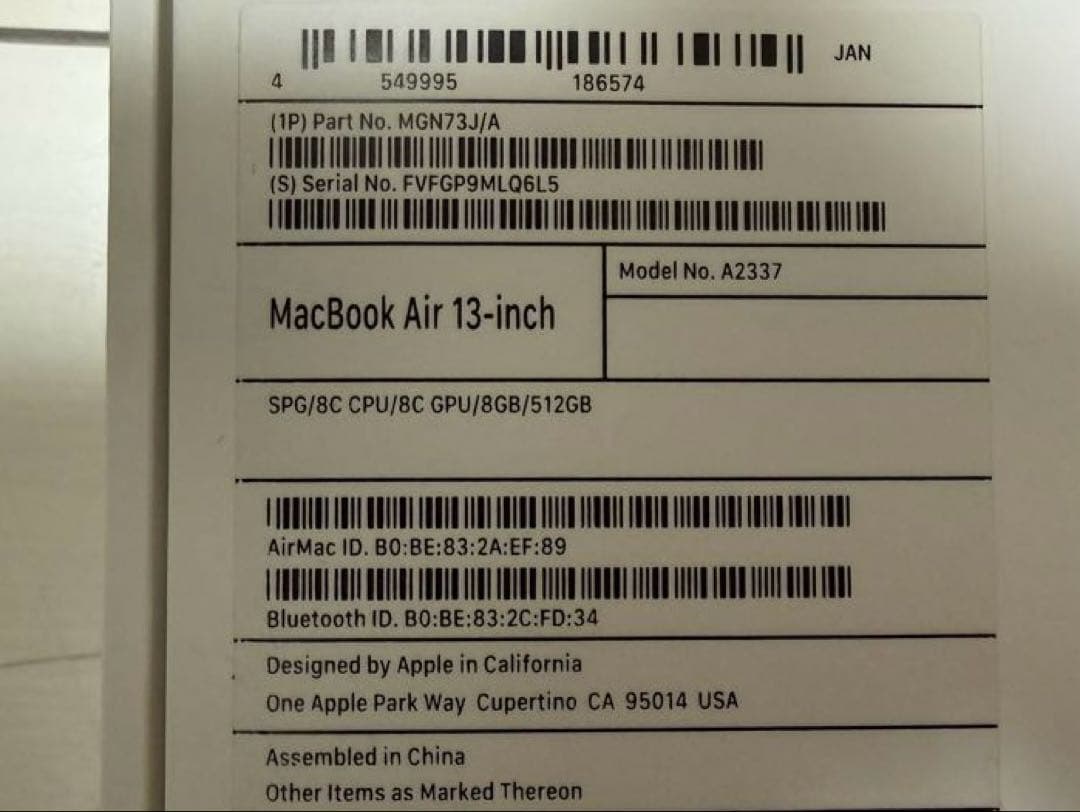 JAN
4 549995 186574
(1P) Part No. MGN73J/A
(S) Serial No. FVFGP9MLQ6L5
MacBook Air 13-inch
Model No. A2337
SPG/8C CPU/8C GPU/8GB/512GB
AirMac ID. B0:BE:83:2A:EF:89
Bluetooth ID. B0:BE:83:2C:FD:34
Designed by Apple in California
One Apple Park Way Cupertino CA 95014 USA
Assembled in China
Other Items as Marked Thereon